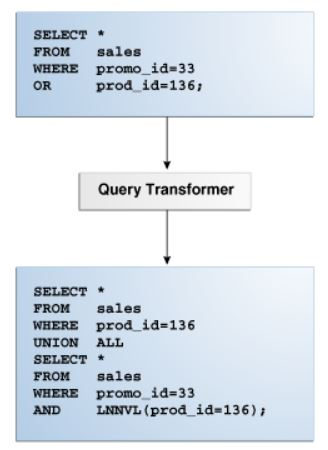 SELECT *
FROM sales
WHERE promo_id=33
OR prod_id=136;
Query Transformer
SELECT *
FROM sales
WHERE prod_id=136
UNION ALL
SELECT *
FROM sales
WHERE promo_id=33
AND LNNVL(prod_id=136);